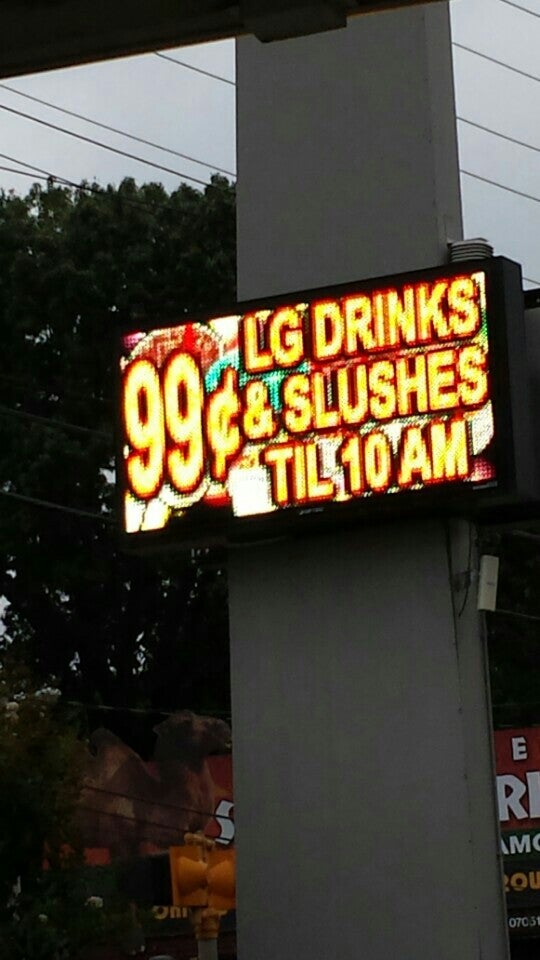 99¢
LG DRINKS
& SLUSHES
TIL 10 AM
E